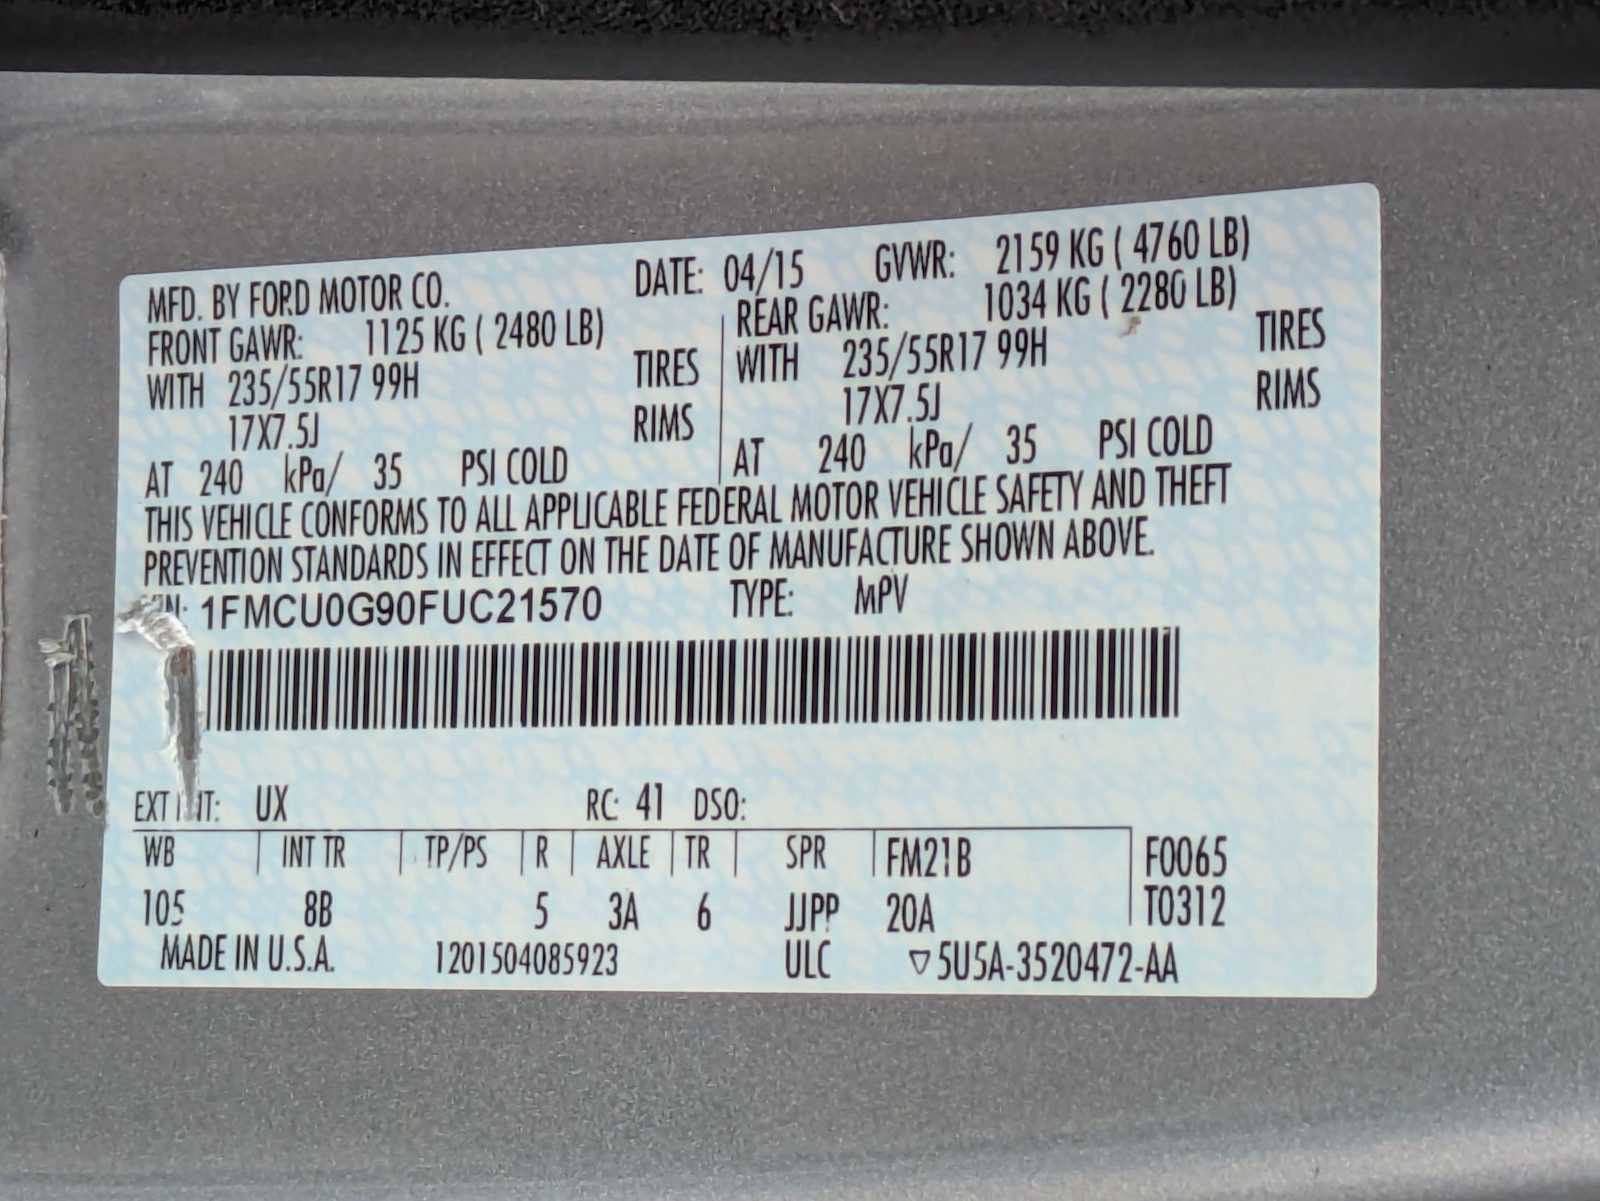 MFD. BY FORD MOTOR CO. DATE: 04/15 GVWR: 2159 KG ( 4760 LB)
FRONT GAWR: 1125 KG ( 2480 LB) REAR GAWR: 1034 KG ( 2280 LB)
WITH 235/55R17 99H TIRES WITH 235/55R17 99H TIRES
17X7.5J RIMS 17X7.5J RIMS
AT 240 kPa/ 35 PSI COLD AT 240 kPa/ 35 PSI COLD
THIS VEHICLE CONFORMS TO ALL APPLICABLE FEDERAL MOTOR VEHICLE SAFETY AND THEFT
PREVENTION STANDARDS IN EFFECT ON THE DATE OF MANUFACTURE SHOWN ABOVE.
VIN: 1FMCU0G90FUC21570 TYPE: MPV
EXT PNT: UX RC: 41 DSO:
WB INT TR TP/PS R AXLE TR SPR FM21B F0065
105 8B 5 3A 6 JJPP 20A T0312
MADE IN U.S.A. 1201504085923 ULC ▽5U5A-3520472-AA